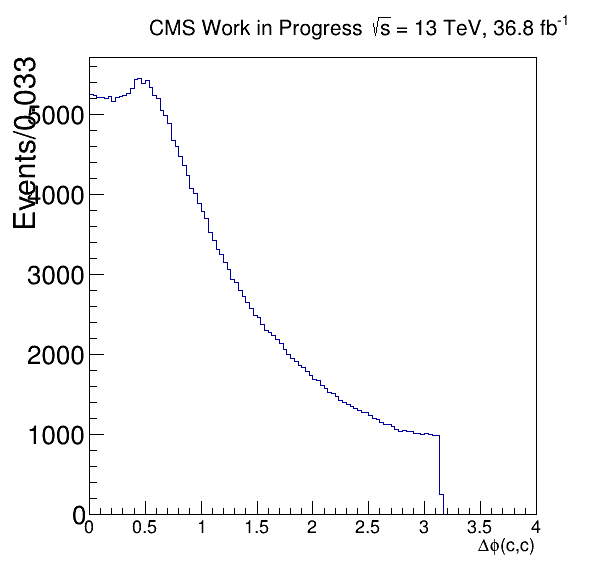 CMS Work in Progress √s = 13 TeV, 36.8 fb⁻¹
Events/0.033
5000
4000
3000
2000
1000
0
0 0.5 1 1.5 2 2.5 3 3.5 4
Δϕ(c,c)